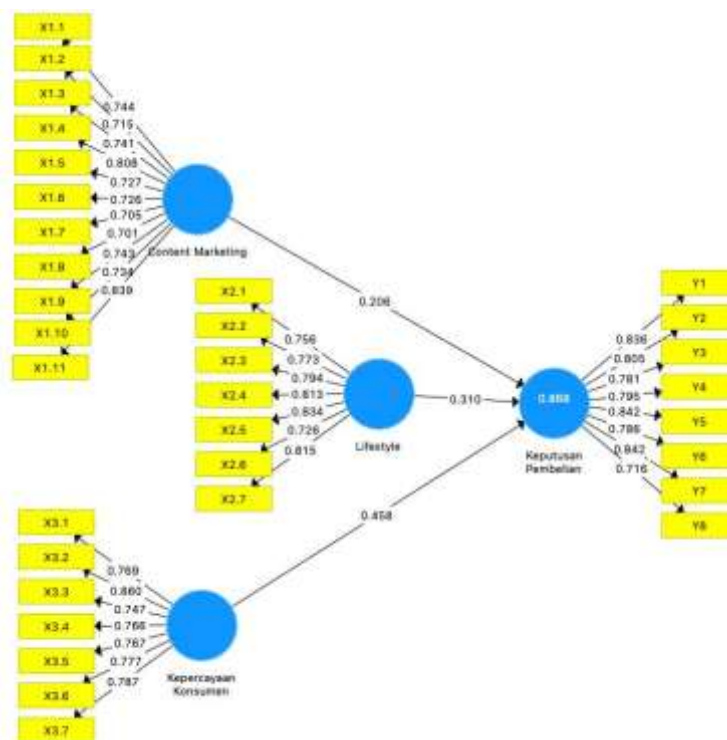 X1.1
X1.2
X1.3
X1.4
X1.5
X1.6
X1.7
X1.8
X1.9
X1.10
X1.11
0.744
0.715
0.741
0.808
0.727
0.726
0.705
0.701
0.743
0.734
0.839
Content Marketing
0.206
X2.1
X2.2
X2.3
X2.4
X2.5
X2.6
X2.7
0.756
0.773
0.794
0.813
0.834
0.726
0.815
Lifestyle
0.310
X3.1
X3.2
X3.3
X3.4
X3.5
X3.6
X3.7
0.769
0.860
0.747
0.766
0.767
0.777
0.787
Kepercayaan
Konsumen
0.458
0.868
Keputusan
Pembelian
0.836
0.805
0.781
0.795
0.842
0.786
0.842
0.716
Y1
Y2
Y3
Y4
Y5
Y6
Y7
Y8